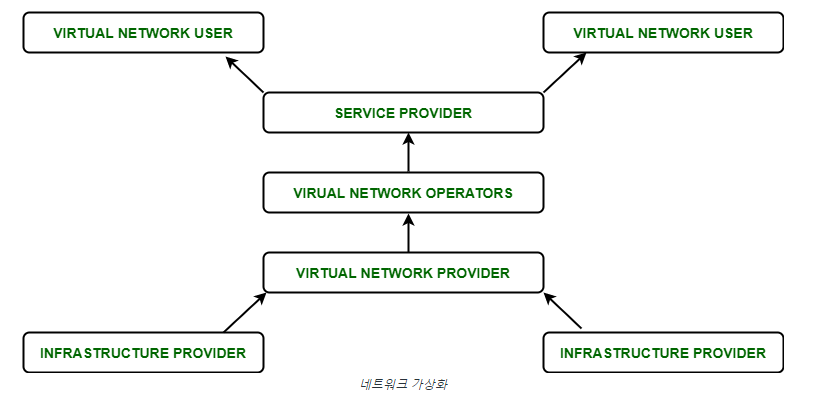 VIRTUAL NETWORK USER
VIRTUAL NETWORK USER
SERVICE PROVIDER
VIRUAL NETWORK OPERATORS
VIRTUAL NETWORK PROVIDER
INFRASTRUCTURE PROVIDER
INFRASTRUCTURE PROVIDER
네트워크 가상화